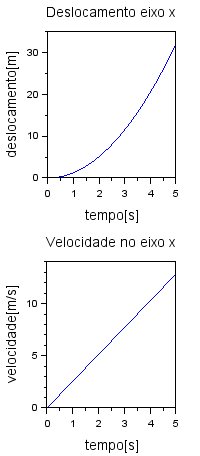 Deslocamento eixo x
deslocamento[m]
30
20
10
0
0 1 2 3 4 5
tempo[s]
Velocidade no eixo x
velocidade[m/s]
10
5
0
0 1 2 3 4 5
tempo[s]